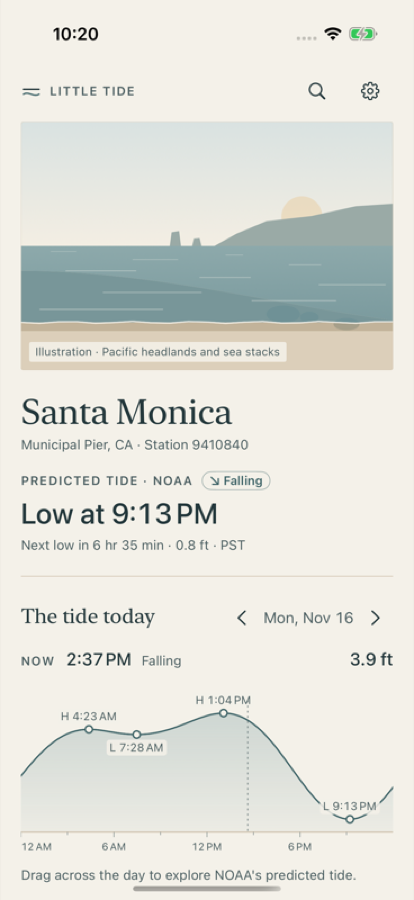 10:20
LITTLE TIDE
Illustration · Pacific headlands and sea stacks
Santa Monica
Municipal Pier, CA · Station 9410840
PREDICTED TIDE · NOAA Falling
Low at 9:13 PM
Next low in 6 hr 35 min · 0.8 ft · PST
The tide today Mon, Nov 16
NOW 2:37 PM Falling 3.9 ft
H 1:04 PM
H 4:23 AM
L 7:28 AM
L 9:13 PM
12 AM 6 AM 12 PM 6 PM
Drag across the day to explore NOAA's predicted tide.